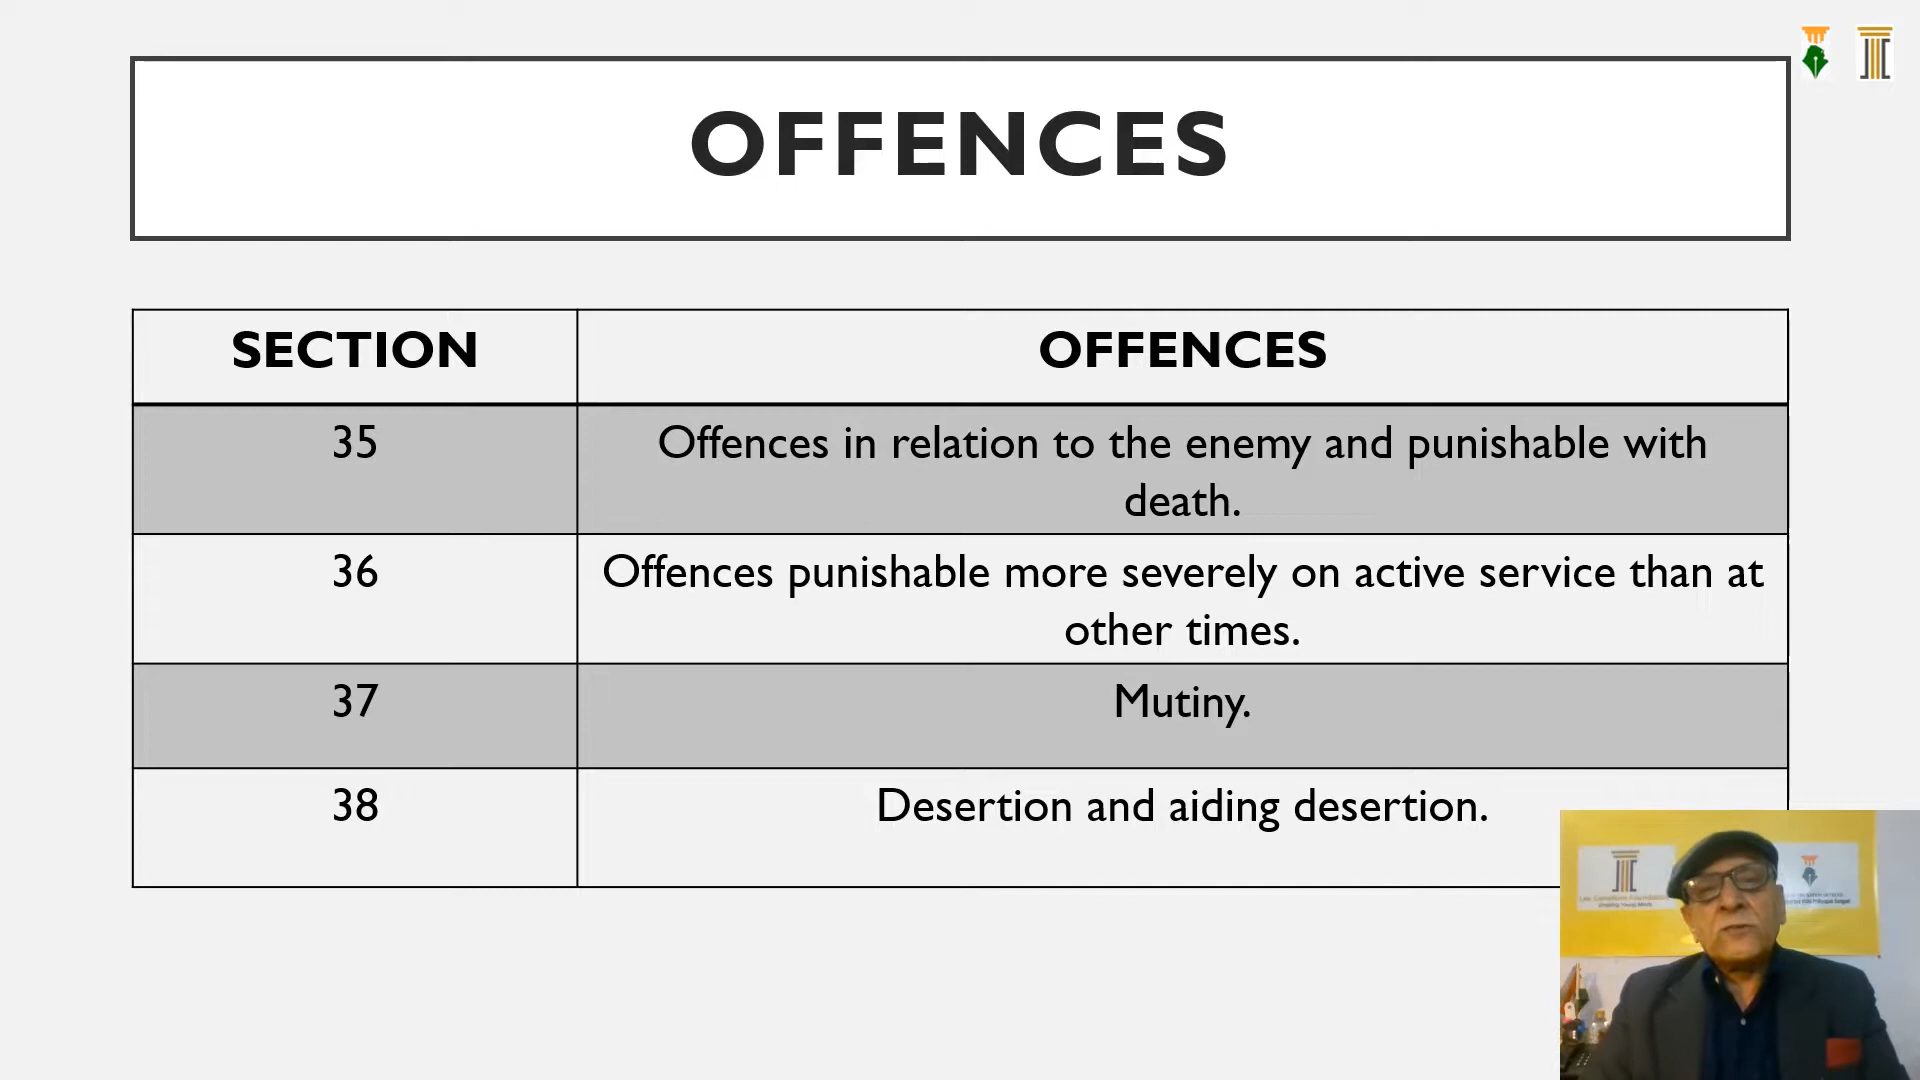 OFFENCES
SECTION
OFFENCES
35
Offences in relation to the enemy and punishable with
death.
36
Offences punishable more severely on active service than at
other times.
37
Mutiny.
38
Desertion and aiding desertion.